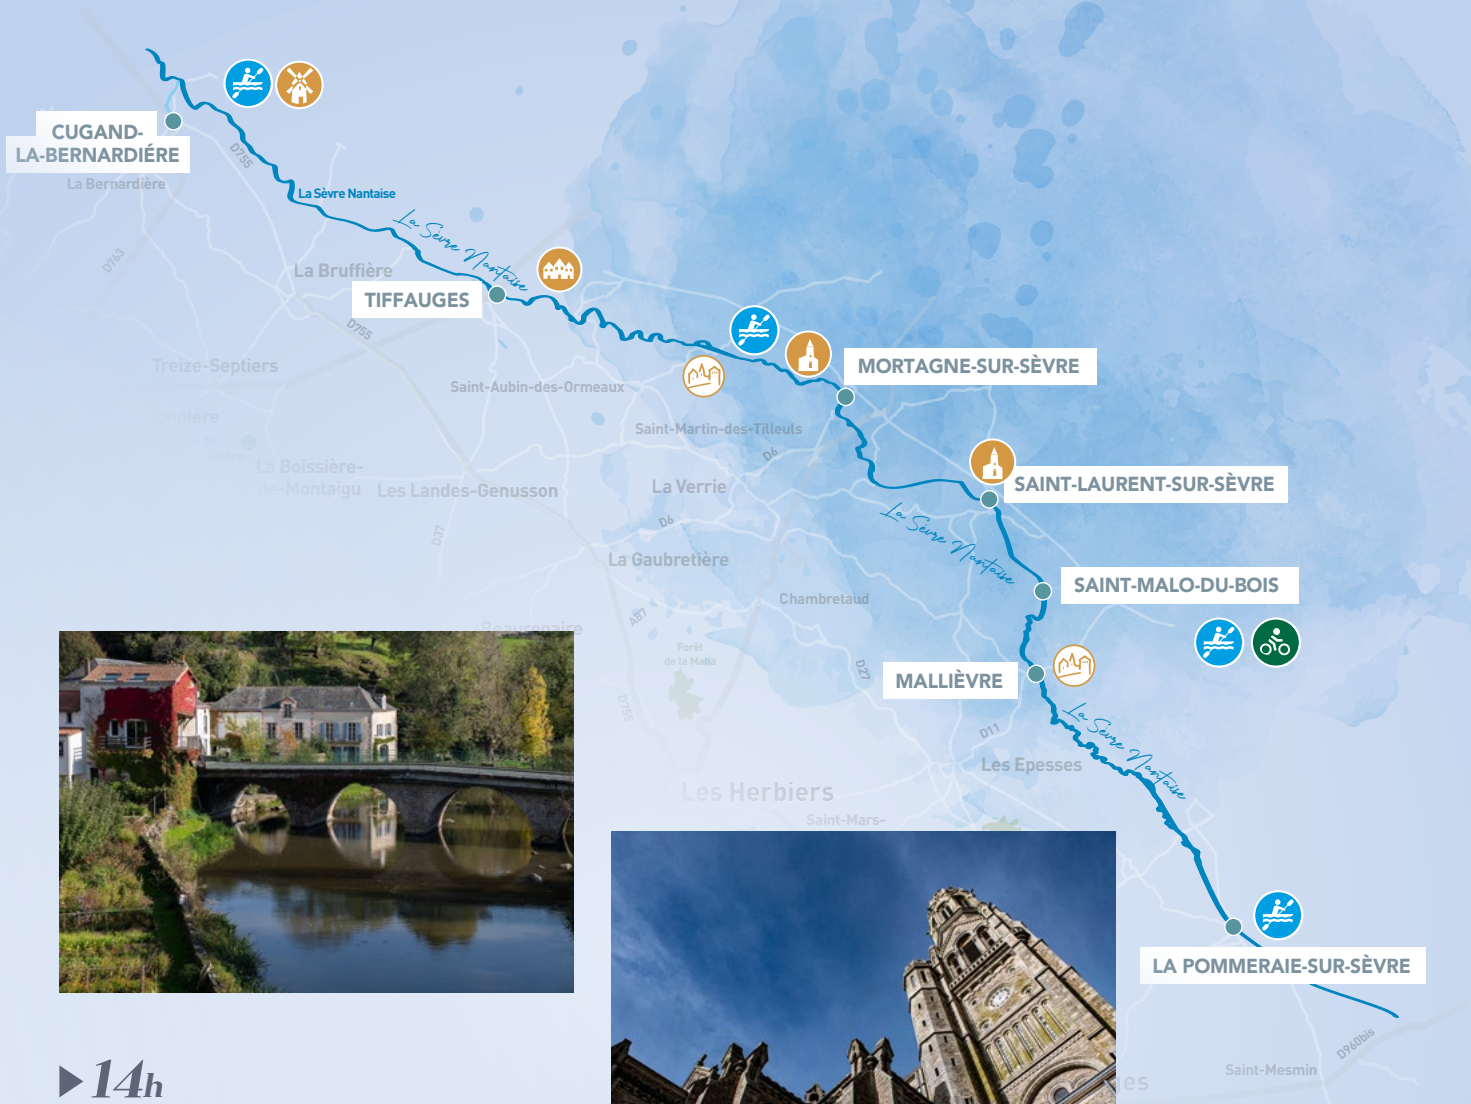 CUGAND-
LA-BERNARDIÉRE
La Bernardière
D755
La Sèvre Nantaise
La Sèvre Nantaise
D763
La Bruffière
TIFFAUGES
D755
Treize-Septiers
Saint-Aubin-des-Ormeaux
MORTAGNE-SUR-SÈVRE
Saint-Martin-des-Tilleuls
D6
La Boissière-
de-Montaigu
Les Landes-Genusson
La Verrie
SAINT-LAURENT-SUR-SÈVRE
D6
D37
La Sèvre Nantaise
La Gaubretière
SAINT-MALO-DU-BOIS
Chambretaud
A87
Beaurepaire
Forêt
D27
MALLIÈVRE
D11
La Sèvre Nantaise
Les Epesses
Les Herbiers
Saint-Mars-
LA POMMERAIE-SUR-SÈVRE
D960bis
Saint-Mesmin
14h